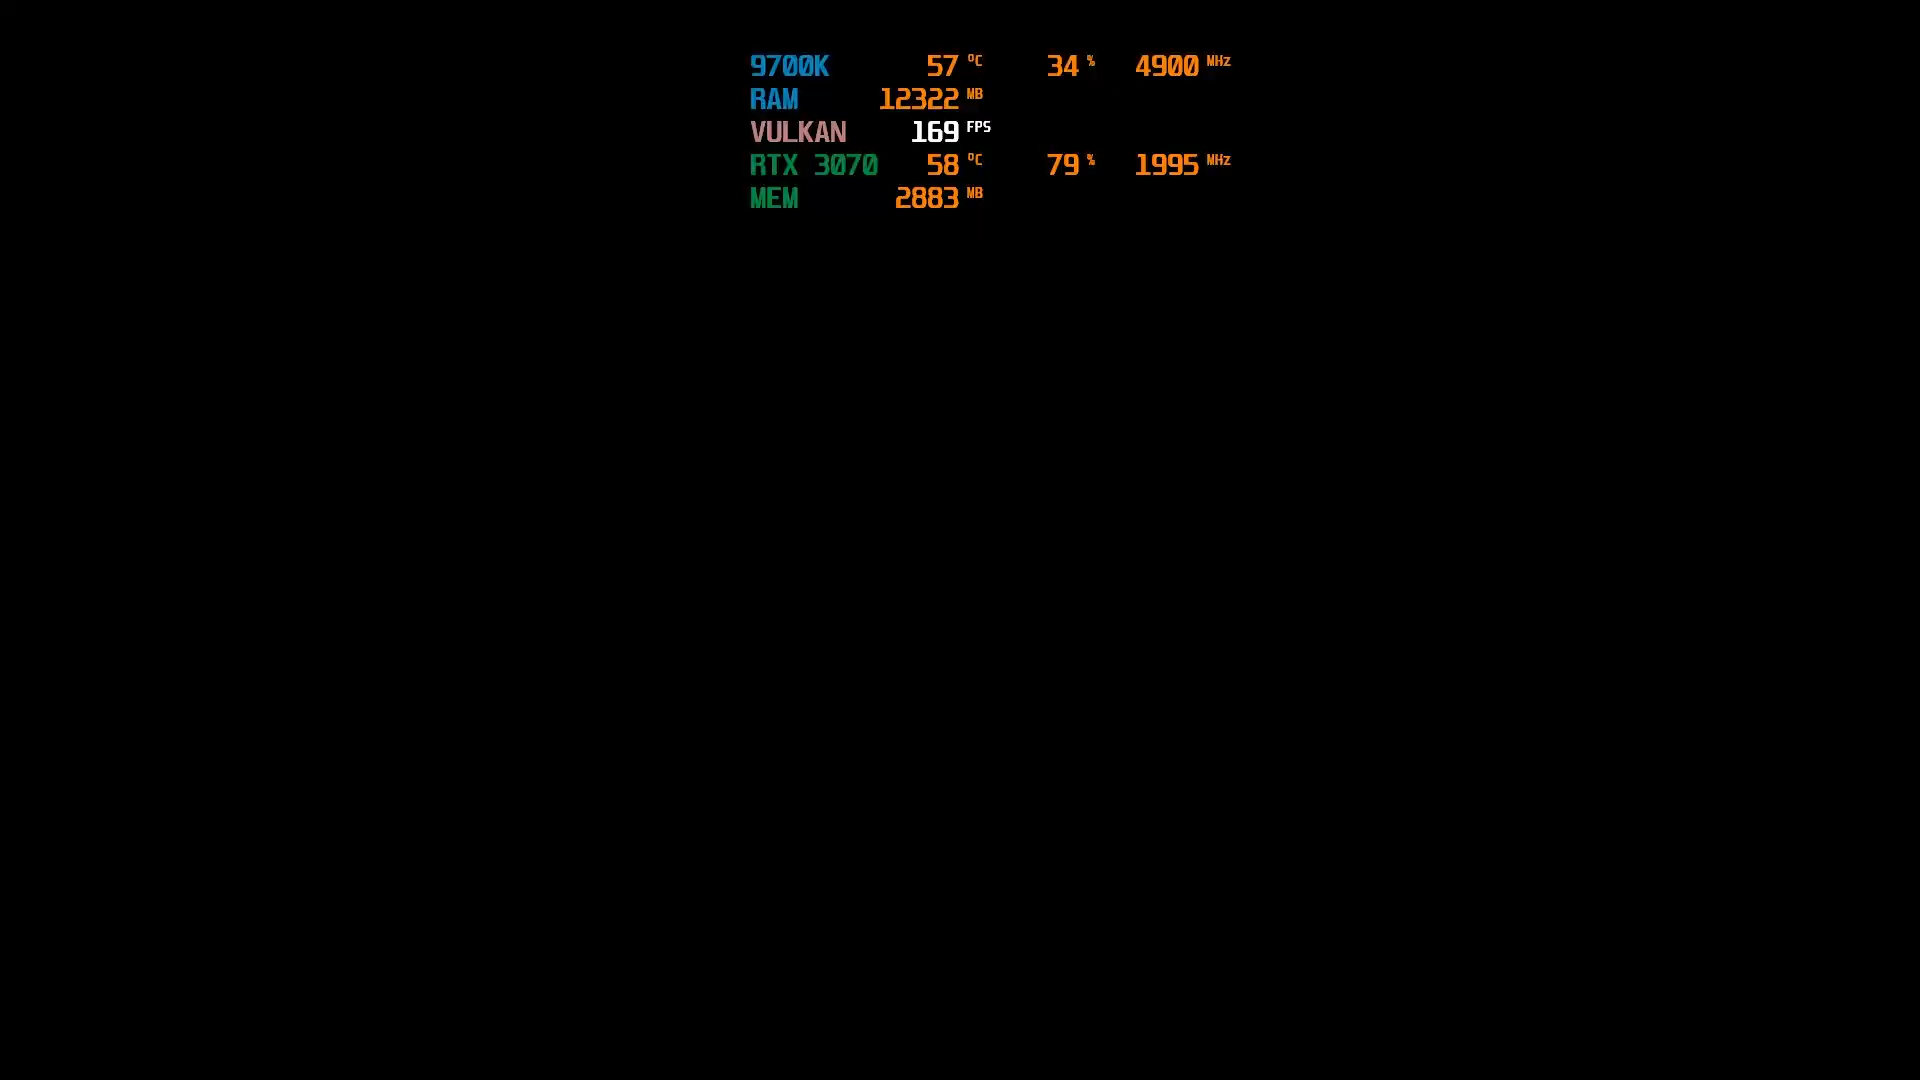 9700K 57 °C 34 % 4900 MHz
RAM 12322 MB
VULKAN 169 FPS
RTX 3070 58 °C 79 % 1995 MHz
MEM 2883 MB